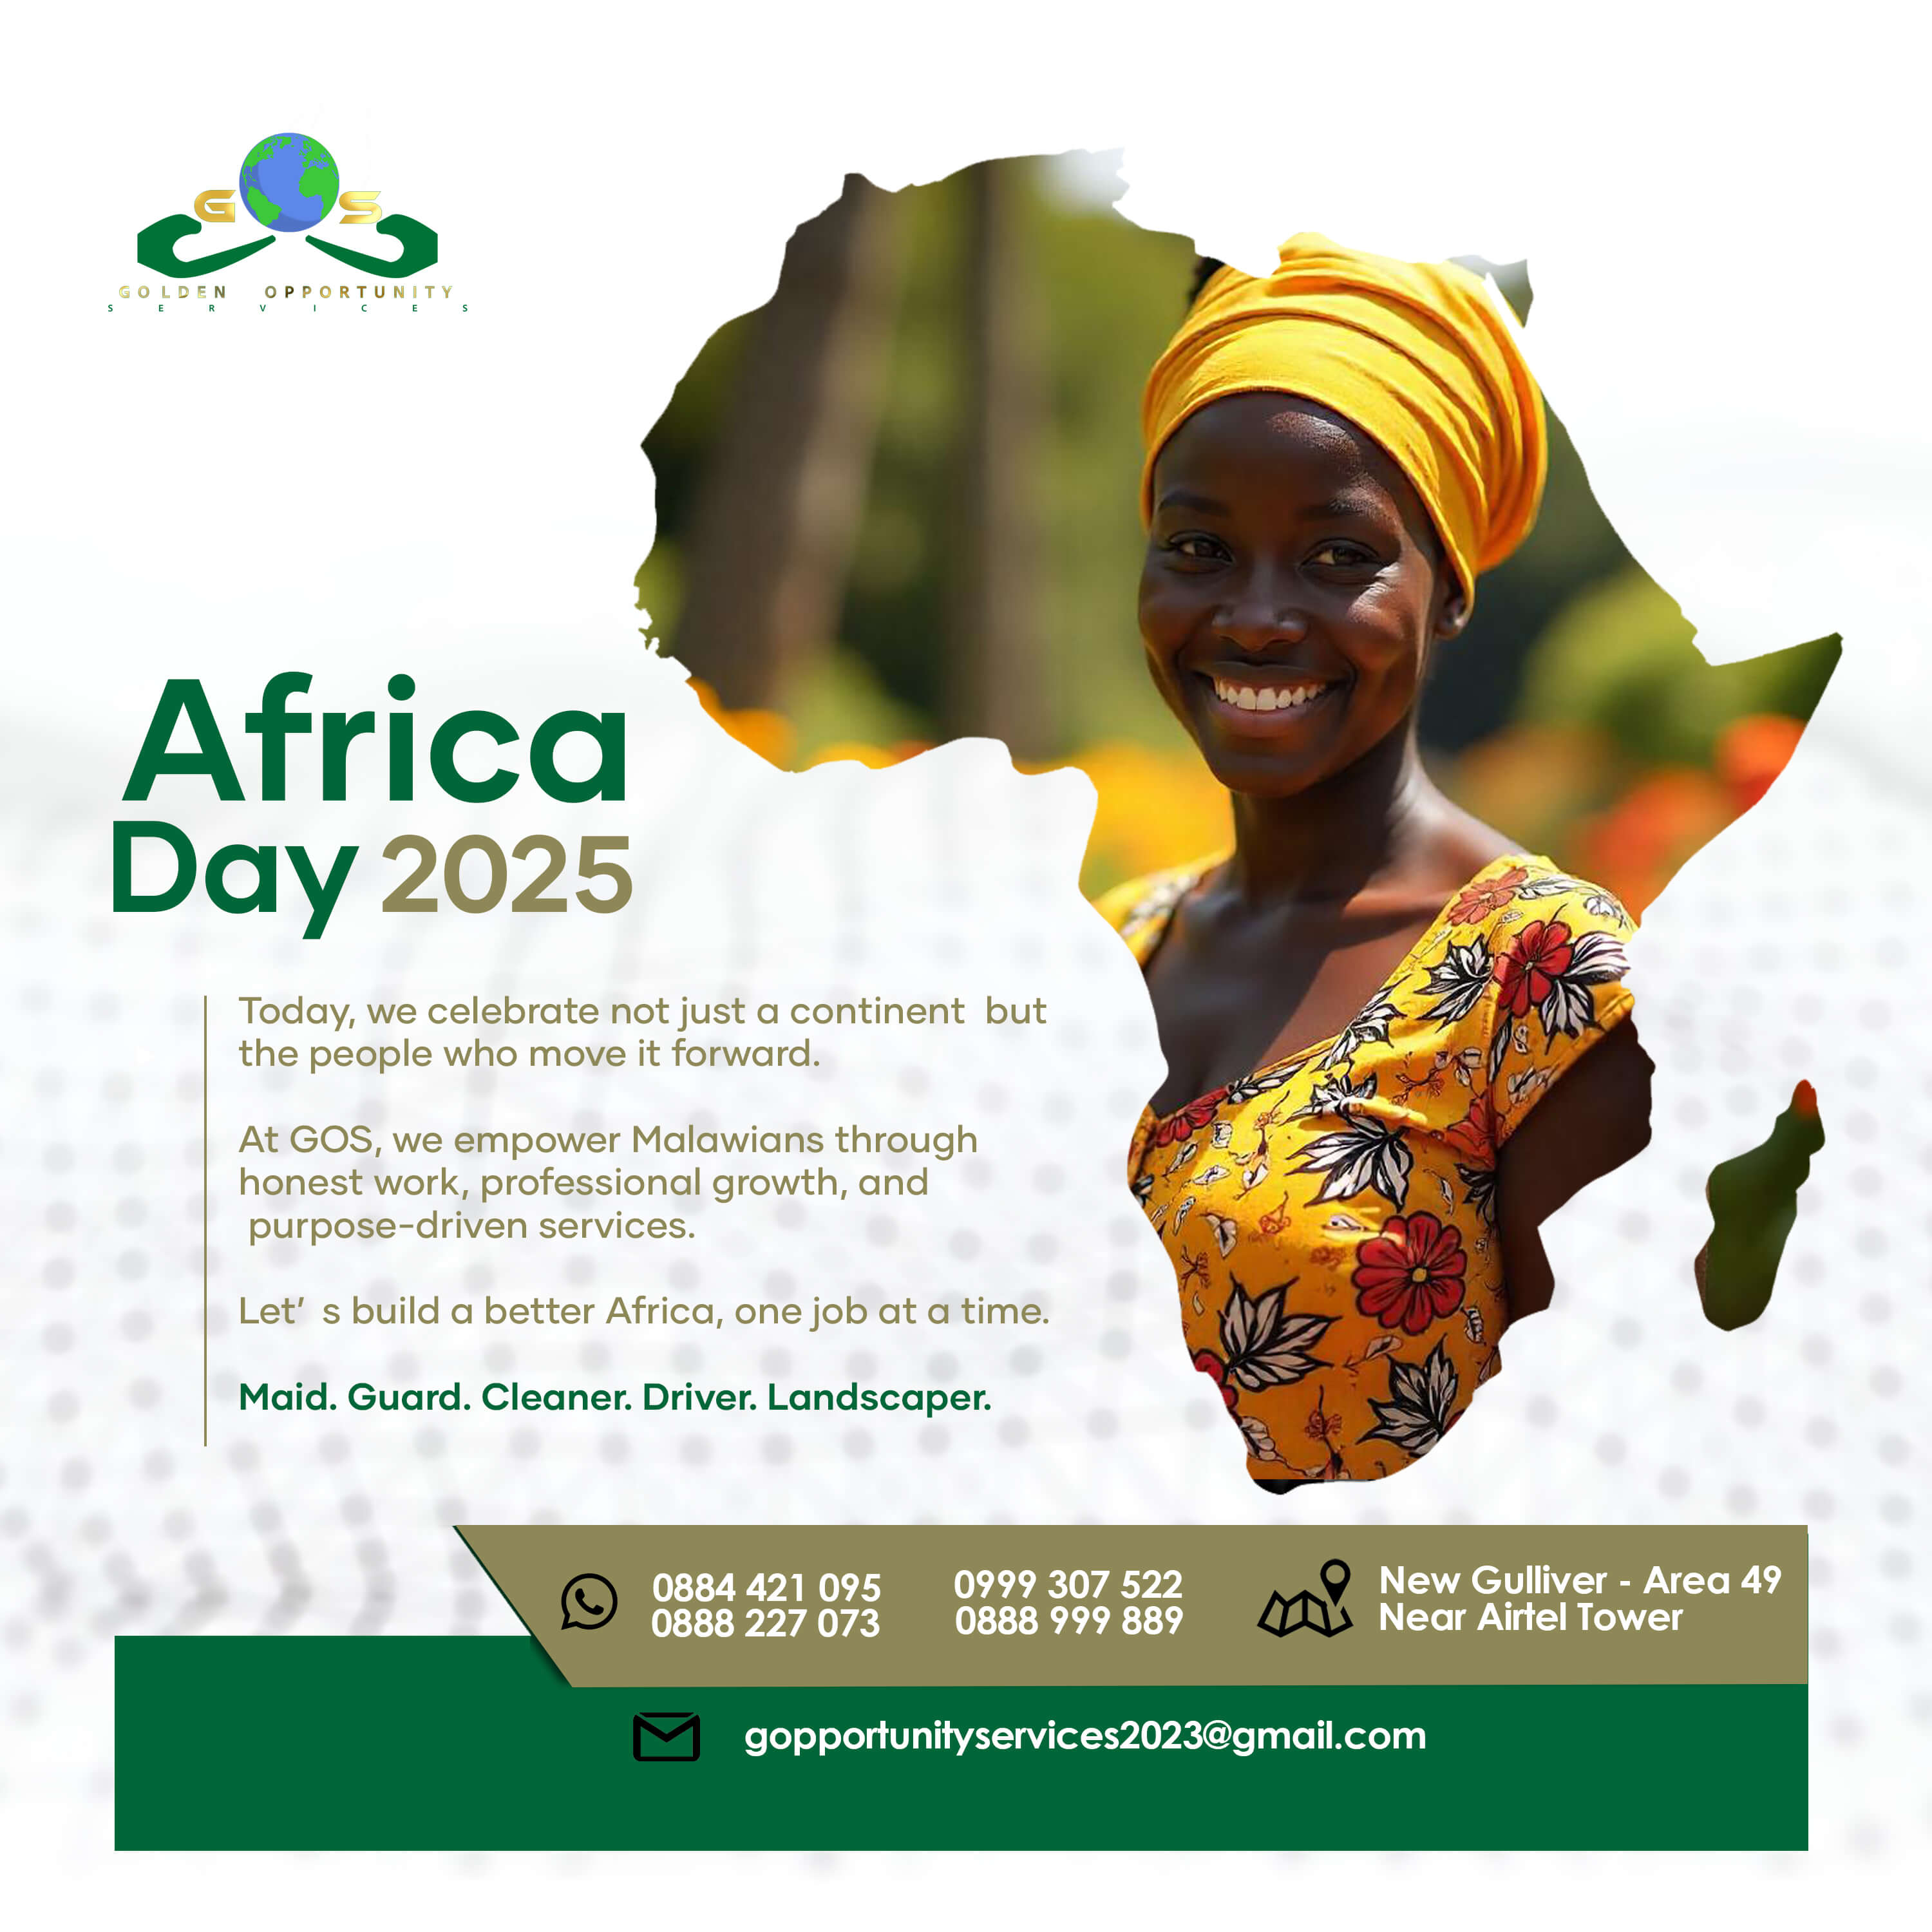 G S
GOLDEN OPPORTUNITY
SERVICES
Africa
Day 2025
Today, we celebrate not just a continent  but
the people who move it forward.
At GOS, we empower Malawians through
honest work, professional growth, and
purpose-driven services.
Let’ s build a better Africa, one job at a time.
Maid. Guard. Cleaner. Driver. Landscaper.
0884 421 095
0888 227 073
0999 307 522
0888 999 889
New Gulliver - Area 49
Near Airtel Tower
gopportunityservices2023@gmail.com